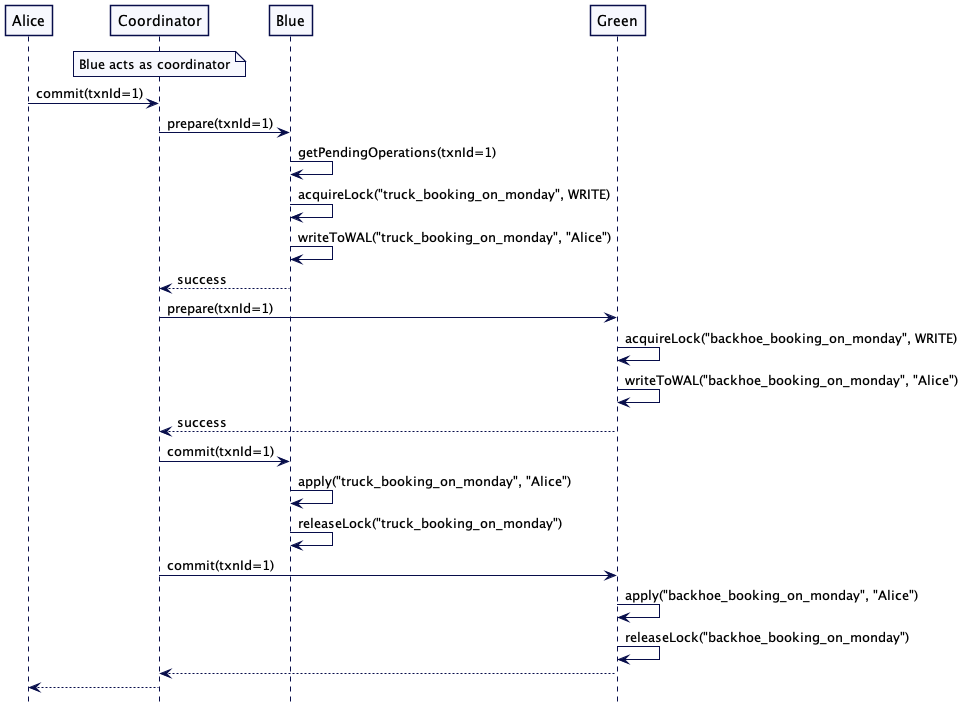 Alice
Coordinator
Blue
Green
Blue acts as coordinator
commit(txnId=1)
prepare(txnId=1)
getPendingOperations(txnId=1)
acquireLock("truck_booking_on_monday", WRITE)
writeToWAL("truck_booking_on_monday", "Alice")
success
prepare(txnId=1)
acquireLock("backhoe_booking_on_monday", WRITE)
writeToWAL("backhoe_booking_on_monday", "Alice")
success
commit(txnId=1)
apply("truck_booking_on_monday", "Alice")
releaseLock("truck_booking_on_monday")
commit(txnId=1)
apply("backhoe_booking_on_monday", "Alice")
releaseLock("backhoe_booking_on_monday")